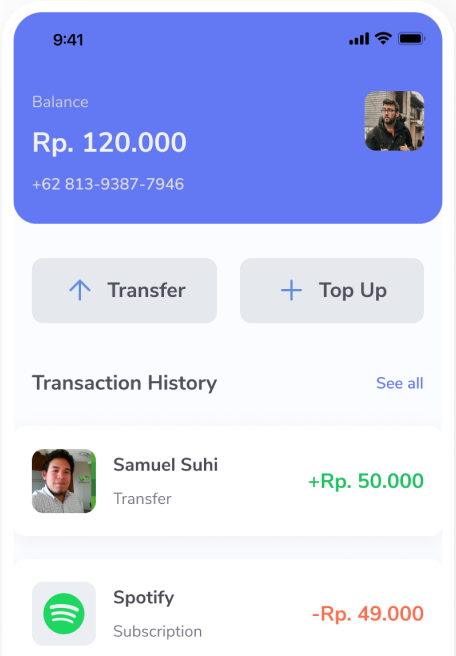 9:41
Balance
Rp. 120.000
+62 813-9387-7946
Transfer
Top Up
Transaction History
See all
Samuel Suhi
Transfer
+Rp. 50.000
Spotify
Subscription
-Rp. 49.000